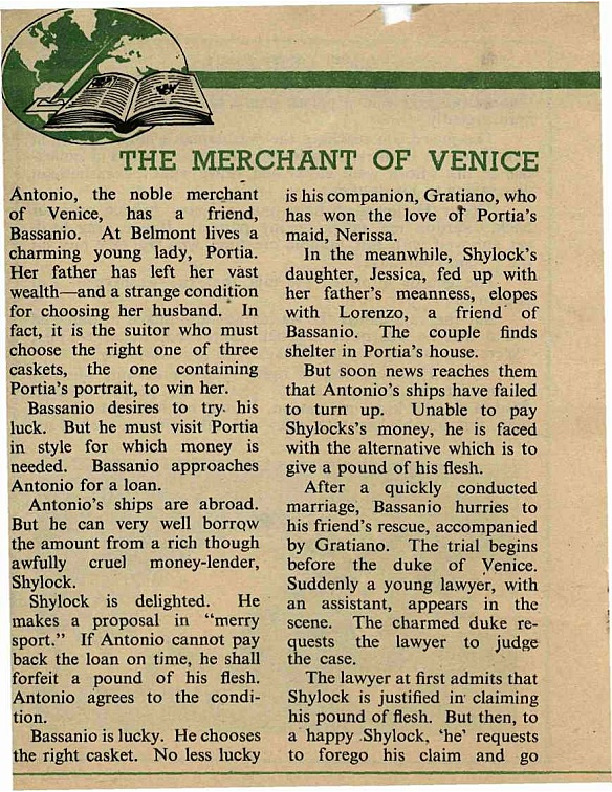 THE MERCHANT OF VENICE
Antonio, the noble merchant
of Venice, has a friend,
Bassanio. At Belmont lives a
charming young lady, Portia.
Her father has left her vast
wealth—and a strange condition
for choosing her husband. In
fact, it is the suitor who must
choose the right one of three
caskets, the one containing
Portia's portrait, to win her.
Bassanio desires to try his
luck. But he must visit Portia
in style for which money is
needed. Bassanio approaches
Antonio for a loan.
Antonio's ships are abroad.
But he can very well borrow
the amount from a rich though
awfully cruel money-lender,
Shylock.
Shylock is delighted. He
makes a proposal in "merry
sport." If Antonio cannot pay
back the loan on time, he shall
forfeit a pound of his flesh.
Antonio agrees to the condi-
tion.
Bassanio is lucky. He chooses
the right casket. No less lucky
is his companion, Gratiano, who
has won the love of Portia's
maid, Nerissa.
In the meanwhile, Shylock's
daughter, Jessica, fed up with
her father's meanness, elopes
with Lorenzo, a friend of
Bassanio. The couple finds
shelter in Portia's house.
But soon news reaches them
that Antonio's ships have failed
to turn up. Unable to pay
Shylocks's money, he is faced
with the alternative which is to
give a pound of his flesh.
After a quickly conducted
marriage, Bassanio hurries to
his friend's rescue, accompanied
by Gratiano. The trial begins
before the duke of Venice.
Suddenly a young lawyer, with
an assistant, appears in the
scene. The charmed duke re-
quests the lawyer to judge
the case.
The lawyer at first admits that
Shylock is justified in claiming
his pound of flesh. But then, to
a happy Shylock, 'he' requests
to forego his claim and go